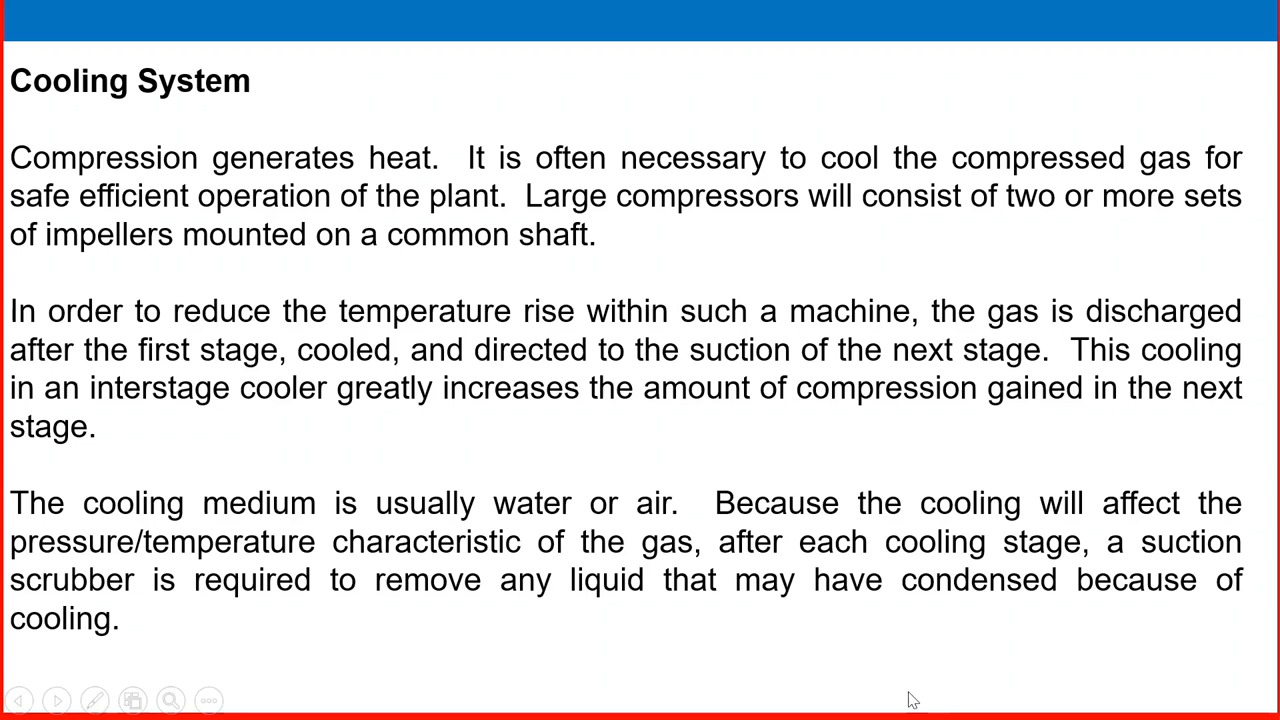 Cooling System
Compression generates heat. It is often necessary to cool the compressed gas for
safe efficient operation of the plant. Large compressors will consist of two or more sets
of impellers mounted on a common shaft.
In order to reduce the temperature rise within such a machine, the gas is discharged
after the first stage, cooled, and directed to the suction of the next stage. This cooling
in an interstage cooler greatly increases the amount of compression gained in the next
stage.
The cooling medium is usually water or air. Because the cooling will affect the
pressure/temperature characteristic of the gas, after each cooling stage, a suction
scrubber is required to remove any liquid that may have condensed because of
cooling.